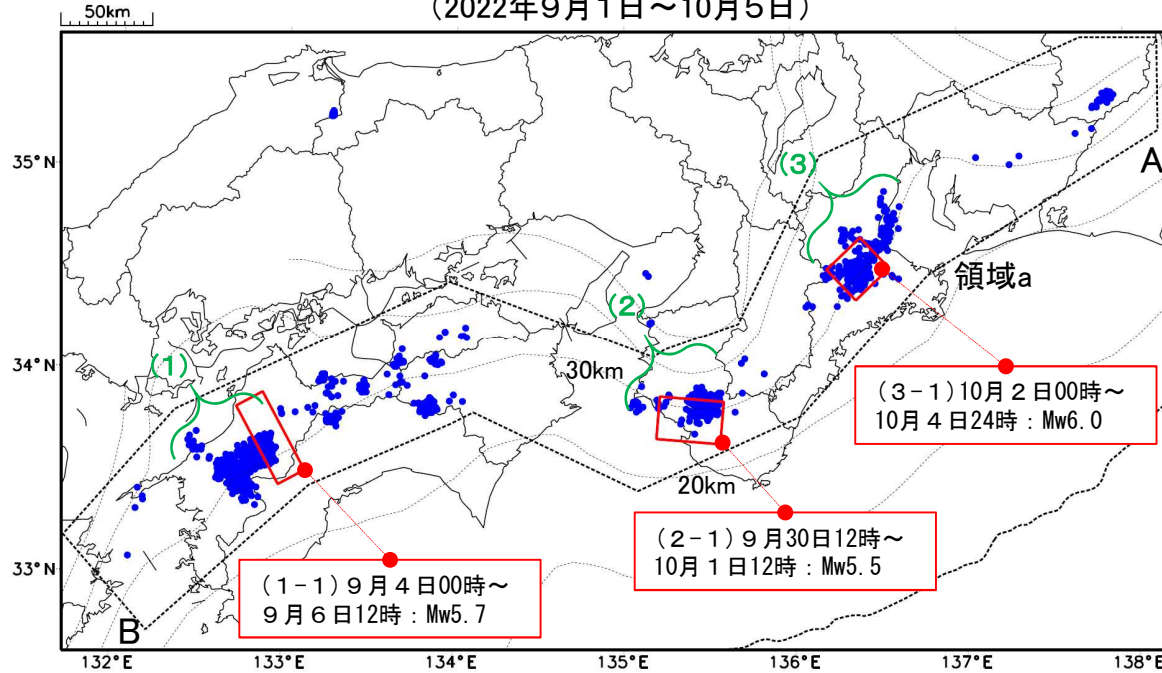 (2022年９月１日～10月５日)
50km
35°N
34°N
33°N
132°E
133°E
134°E
135°E
136°E
137°E
138°E
A
B
領域a
(1)
(2)
(3)
30km
20km
(３-１)10月２日00時～
10月４日24時：Mw6.0
(２-１)９月30日12時～
10月１日12時：Mw5.5
(１-１)９月４日00時～
９月６日12時：Mw5.7